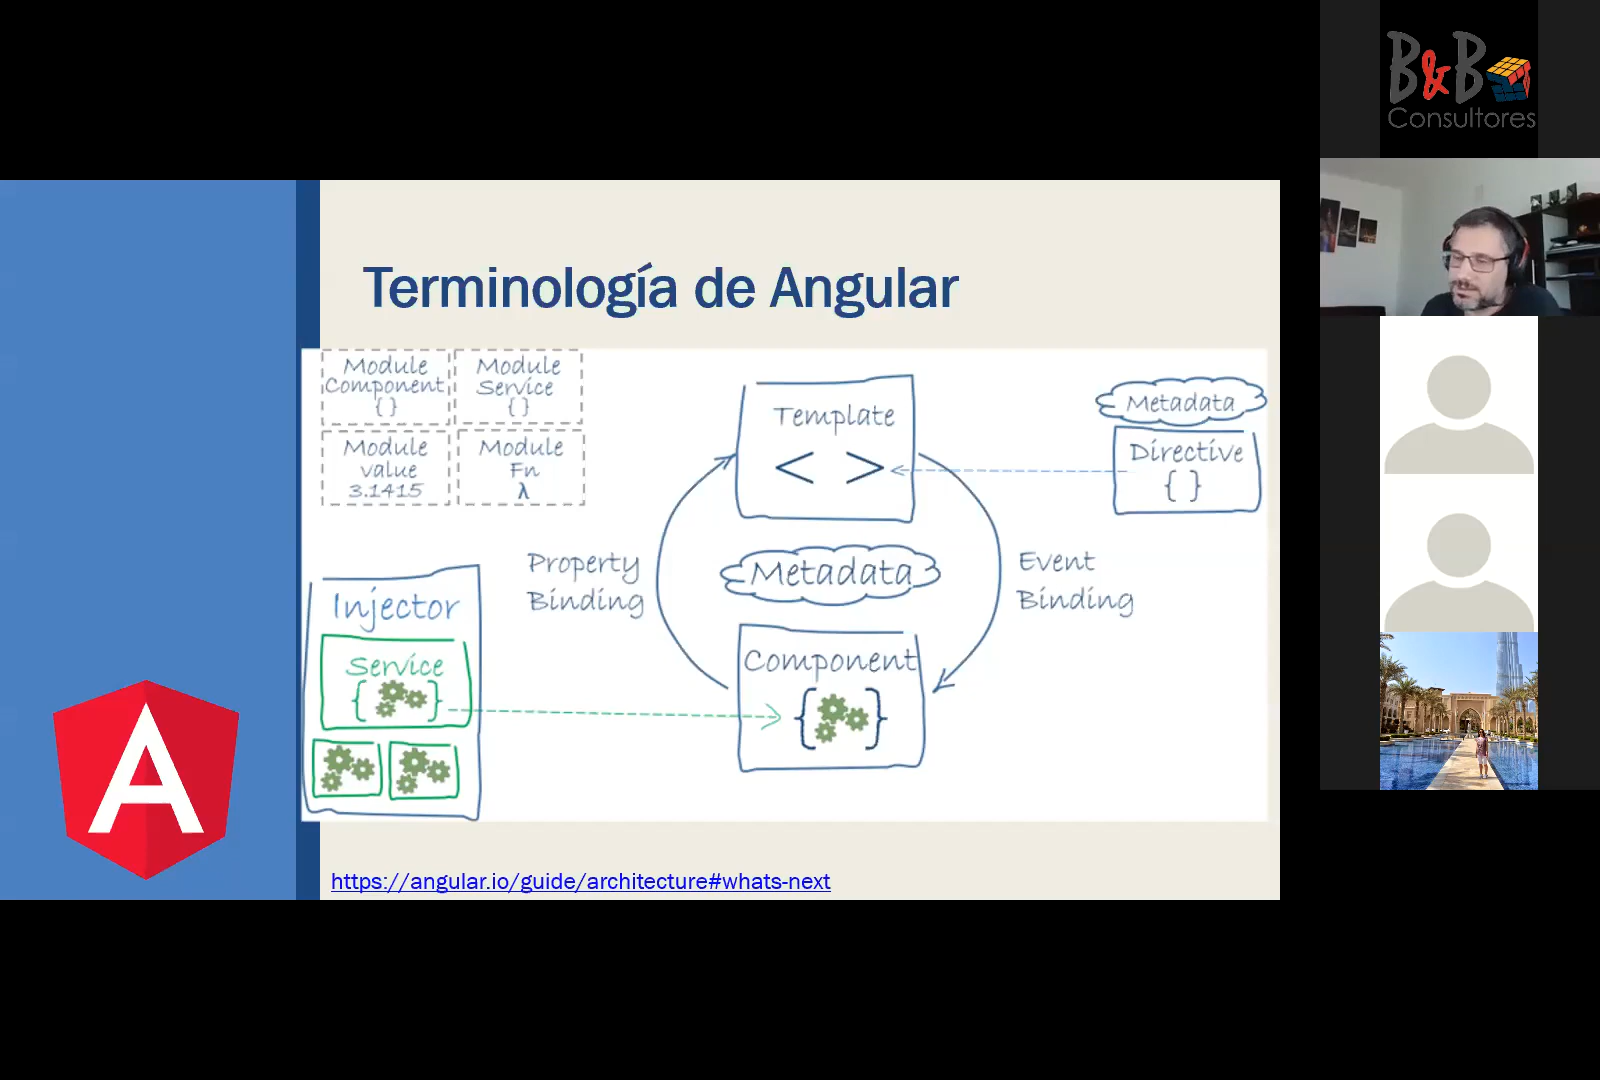 B&B
Consultores
Terminología de Angular
Module
Component
{ }
Module
Service
{ }
Module
value
3.1415
Module
Fn
λ
Template
< >
Metadata
Directive
{ }
Property
Binding
Metadata
Event
Binding
Injector
Service
{ }
Component
{ }
A
https://angular.io/guide/architecture#whats-next